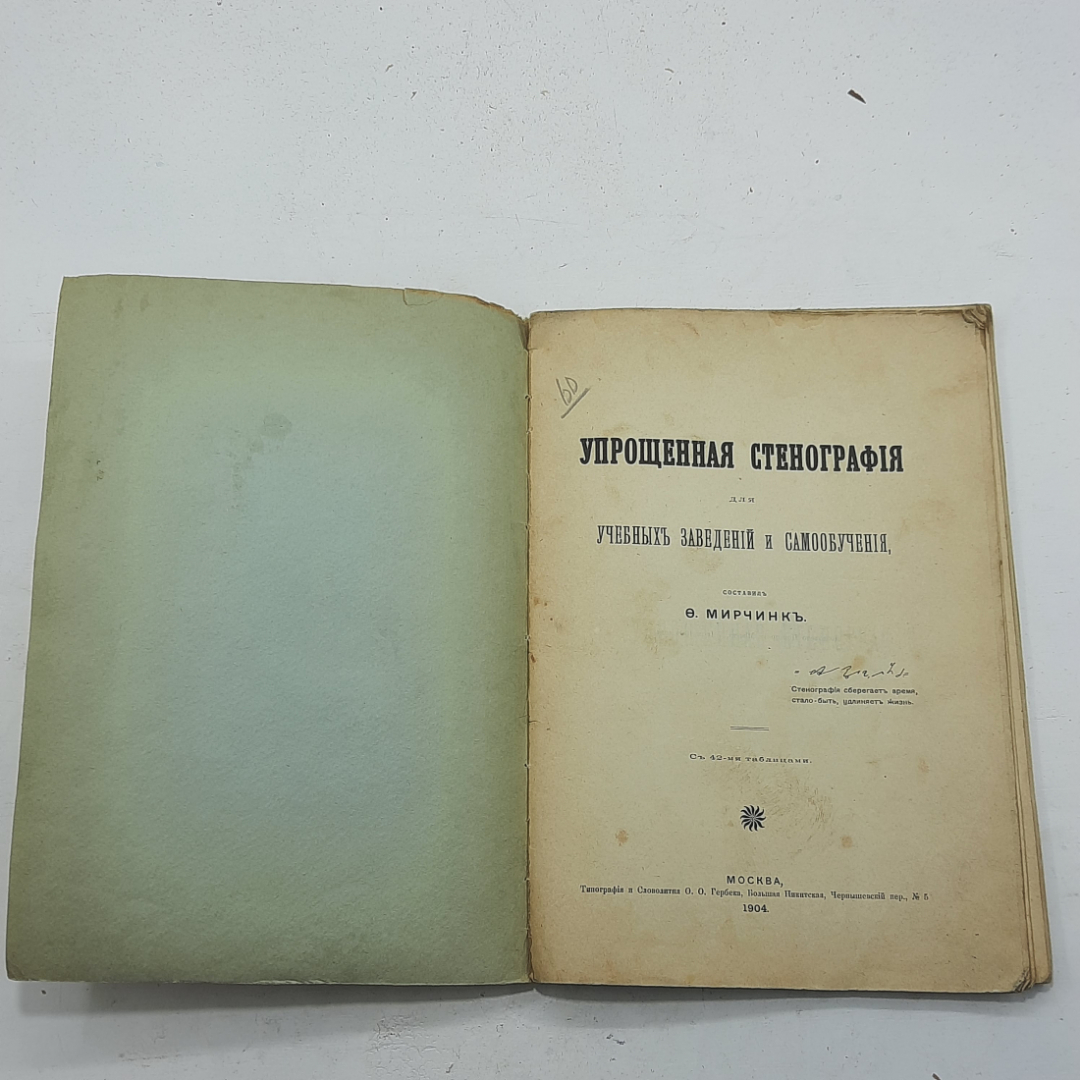 60
УПРОЩЕННАЯ СТЕНОГРАФІЯ
ДЛЯ
УЧЕБНЫХЪ ЗАВЕДЕНІЙ и САМООБУЧЕНІЯ,
СОСТАВИЛЪ
Ѳ. МИРЧИНКЪ.
Стенографія сберегаетъ время,
стало-быть, удлиняетъ жизнь.
Съ 42-мя таблицами.
МОСКВА,
Типографія и Словолитня О. О. Гербека, Большая Никитская, Чернышевскій пер., № 5
1904.